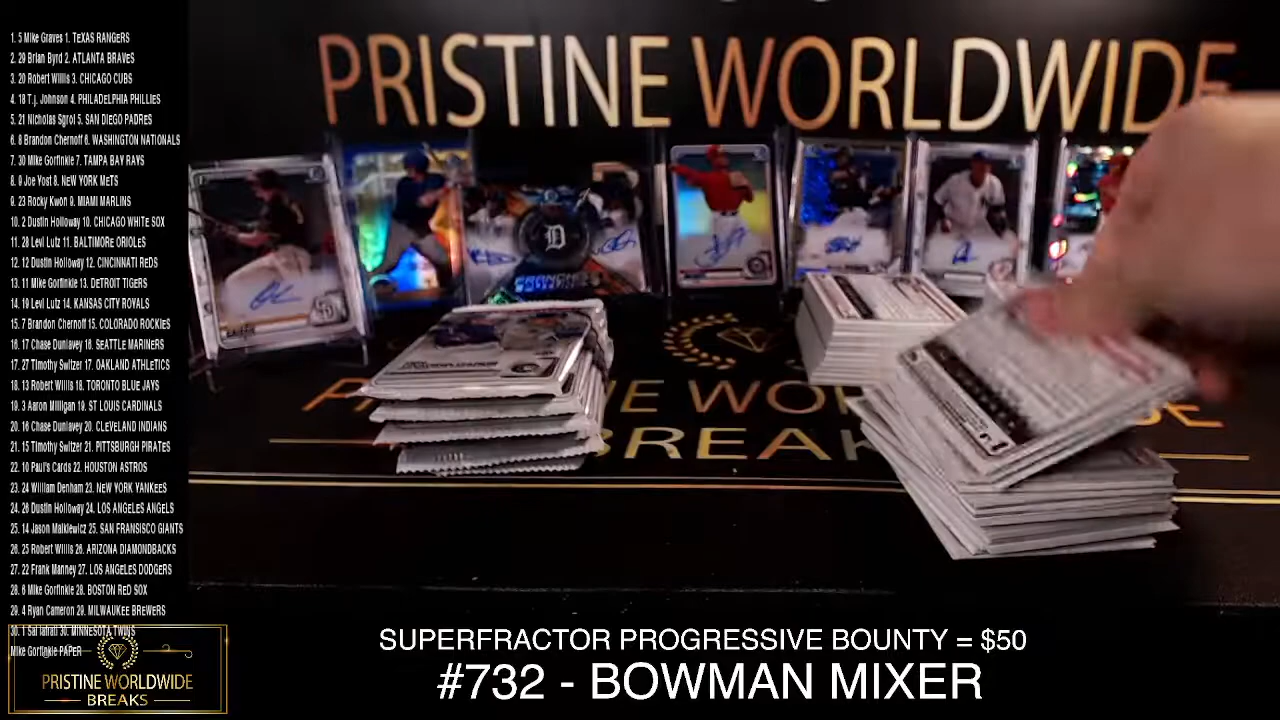 1. 5 Mike Graves 1. TEXAS RANGERS
2. 29 Brian Byrd 2. ATLANTA BRAVES
3. 20 Robert Willis 3. CHICAGO CUBS
4. 18 T.j. Johnson 4. PHILADELPHIA PHILLIES
5. 21 Nicholas Sgroi 5. SAN DIEGO PADRES
6. 8 Brandon Chernoff 6. WASHINGTON NATIONALS
7. 30 Mike Gorfinkle 7. TAMPA BAY RAYS
8. 9 Joe Yost 8. NEW YORK METS
9. 23 Rocky Kwon 9. MIAMI MARLINS
10. 2 Dustin Holloway 10. CHICAGO WHITE SOX
11. 28 Levi Lutz 11. BALTIMORE ORIOLES
12. 12 Dustin Holloway 12. CINCINNATI REDS
13. 11 Mike Gorfinkle 13. DETROIT TIGERS
14. 19 Levi Lutz 14. KANSAS CITY ROYALS
15. 7 Brandon Chernoff 15. COLORADO ROCKIES
16. 17 Chase Dunlavey 16. SEATTLE MARINERS
17. 27 Timothy Switzer 17. OAKLAND ATHLETICS
18. 13 Robert Willis 18. TORONTO BLUE JAYS
19. 3 Aaron Milligan 19. ST LOUIS CARDINALS
20. 16 Chase Dunlavey 20. CLEVELAND INDIANS
21. 15 Timothy Switzer 21. PITTSBURGH PIRATES
22. 10 Paul's Cards 22. HOUSTON ASTROS
23. 24 William Denham 23. NEW YORK YANKEES
24. 26 Dustin Holloway 24. LOS ANGELES ANGELS
25. 14 Jason Malkiewicz 25. SAN FRANSISCO GIANTS
26. 25 Robert Willis 26. ARIZONA DIAMONDBACKS
27. 22 Frank Manney 27. LOS ANGELES DODGERS
28. 6 Mike Gorfinkle 28. BOSTON RED SOX
29. 4 Ryan Cameron 29. MILWAUKEE BREWERS
30. 1 30. MINNESOTA TWINS
Mike Gorfinkle PAPER
PRISTINE WORLDWIDE
BREAKS
PRISTINE WORLDWIDE
BREAK
SUPERFRACTOR PROGRESSIVE BOUNTY = $50
#732 - BOWMAN MIXER